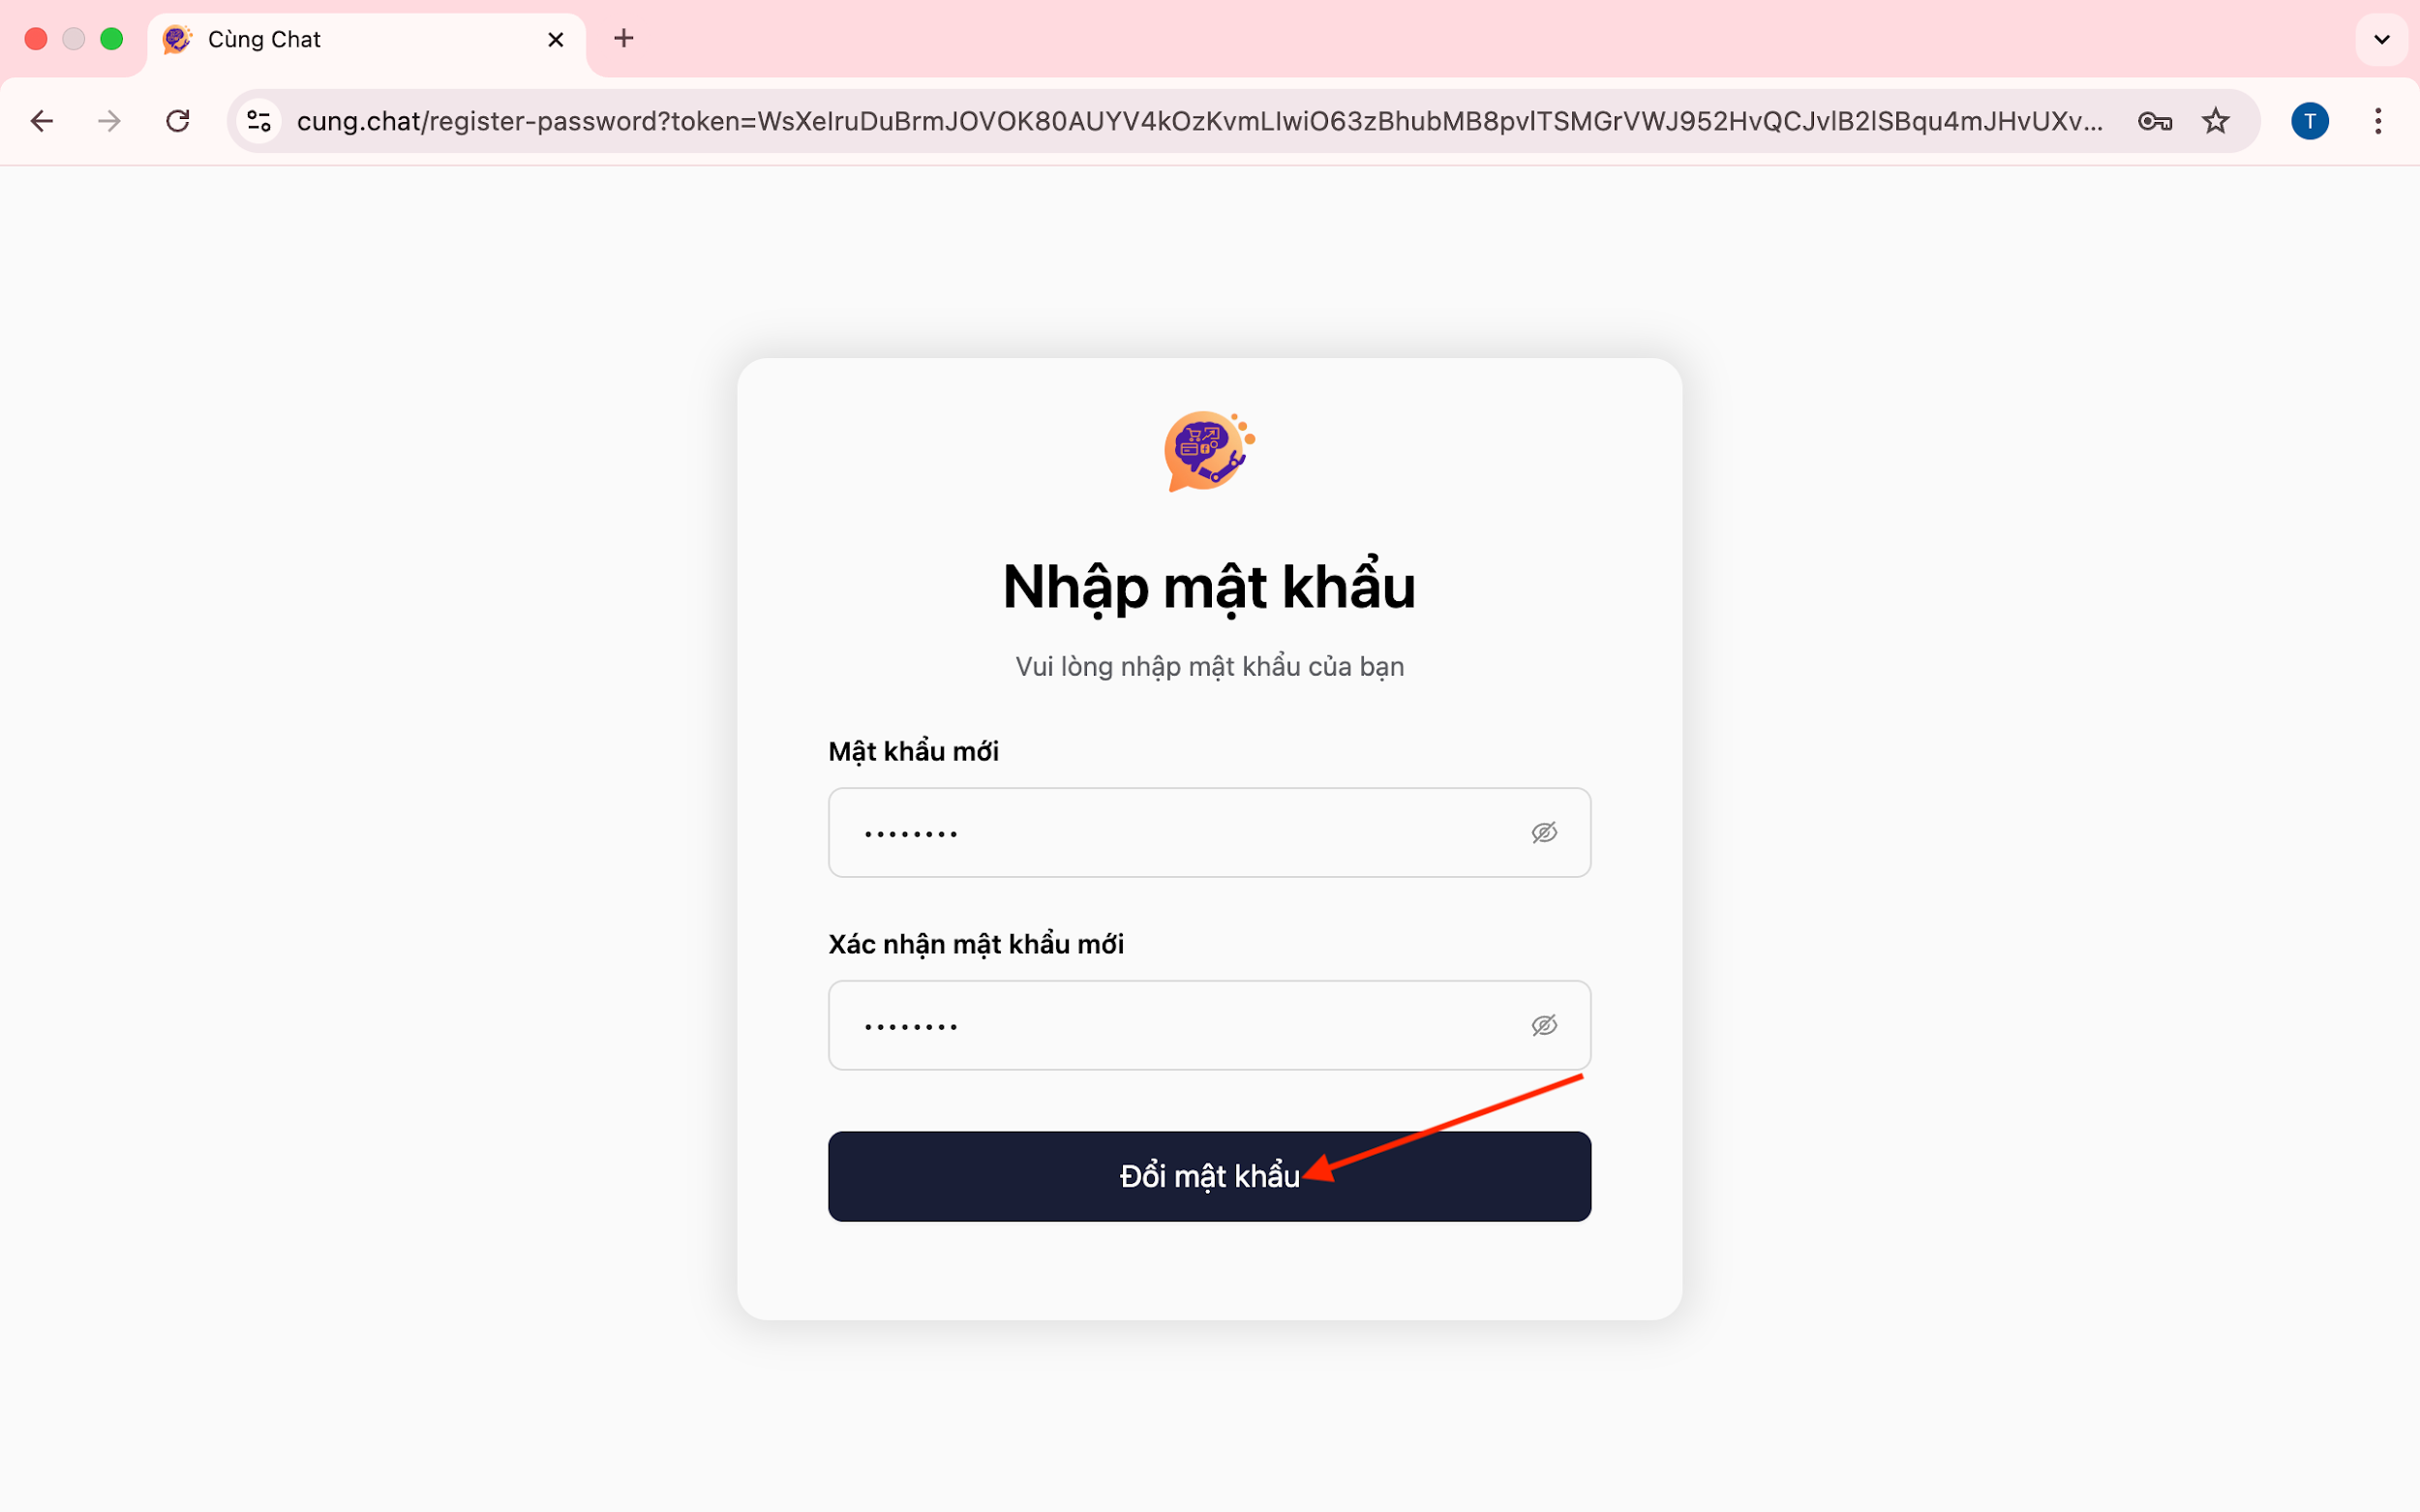 Cùng Chat
cung.chat/register-password?token=WsXeIruDuBrmJOVOK80AUYV4kOzKvmLIwiO63zBhubMB8pvlTSMGrVWJ952HvQCJvlB2lSBqu4mJHvUXv...
T
Nhập mật khẩu
Vui lòng nhập mật khẩu của bạn
Mật khẩu mới
••••••••
Xác nhận mật khẩu mới
••••••••
Đổi mật khẩu